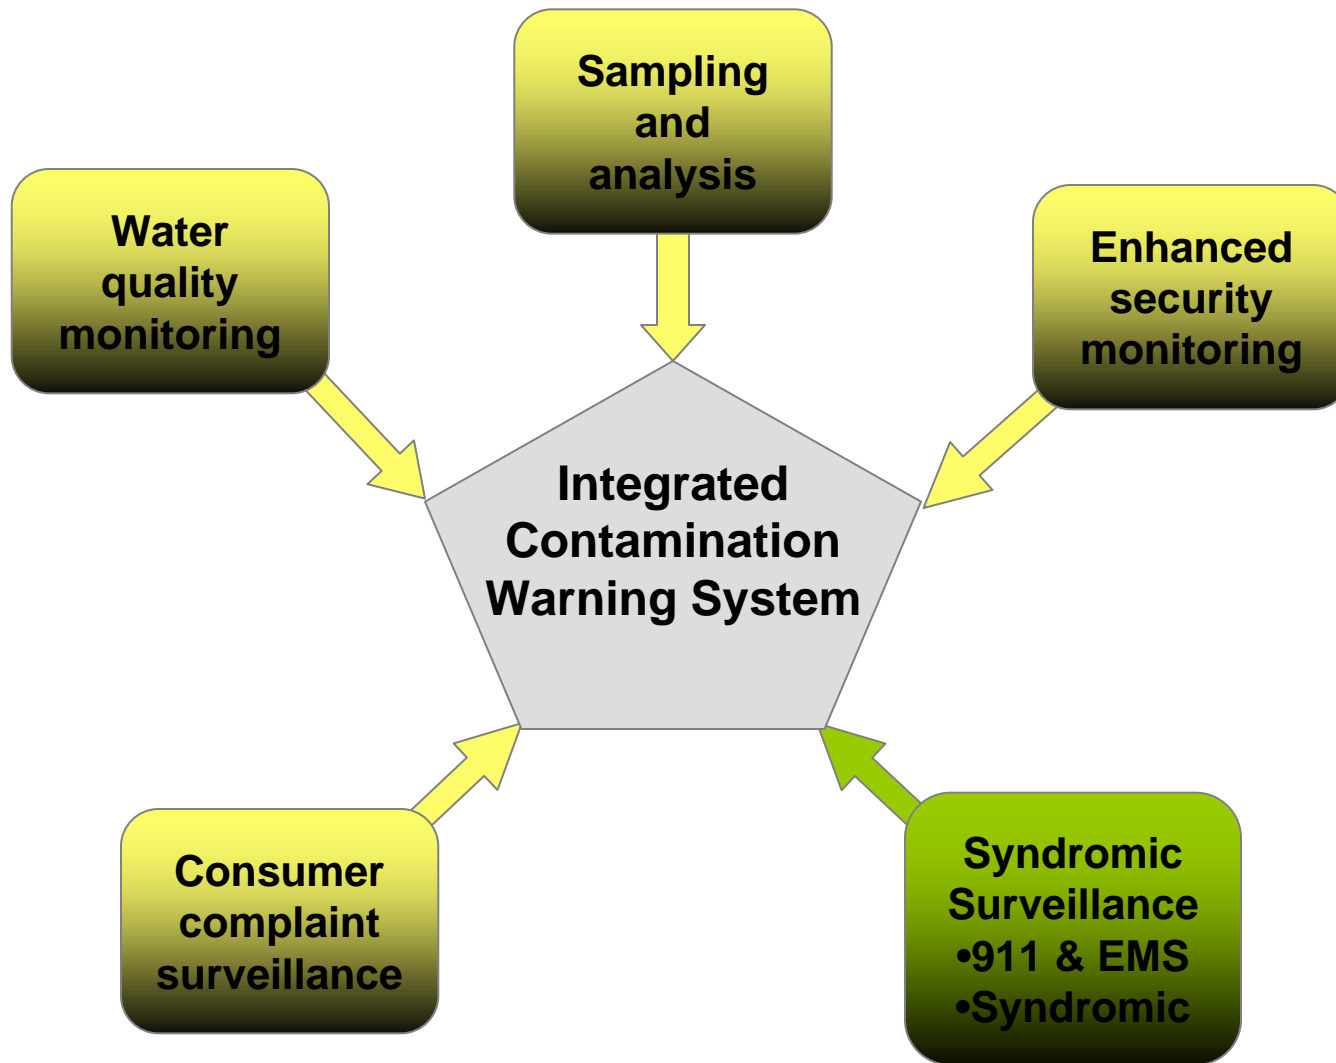 Sampling
and
analysis
Water
quality
monitoring
Enhanced
security
monitoring
Integrated
Contamination
Warning System
Consumer
complaint
surveillance
Syndromic
Surveillance
•911 & EMS
•Syndromic